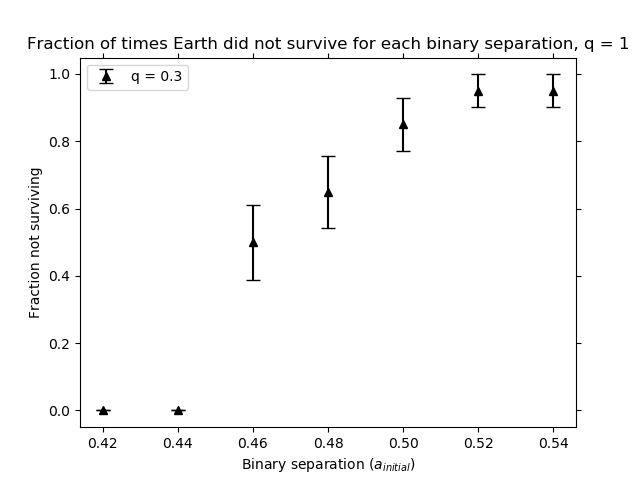 Fraction of times Earth did not survive for each binary separation, q = 1
q = 0.3
1.0
0.8
0.6
0.4
0.2
0.0
Fraction not surviving
0.42 0.44 0.46 0.48 0.50 0.52 0.54
Binary separation (a_initial)